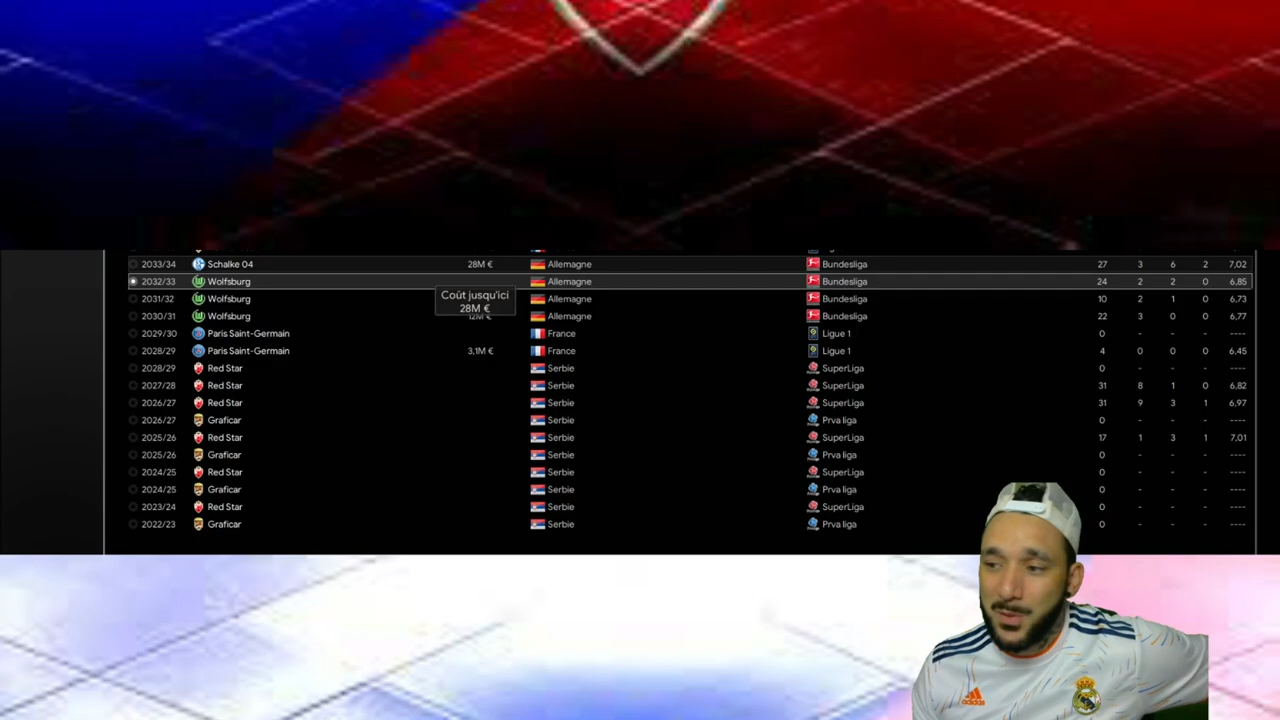 2033/34 Schalke 04 28M € Allemagne Bundesliga 27 3 6 2 7,02
2032/33 Wolfsburg Allemagne Bundesliga 24 2 2 0 6,85
Coût jusqu'ici
28M €
2031/32 Wolfsburg Allemagne Bundesliga 10 2 1 0 6,73
2030/31 Wolfsburg 12M € Allemagne Bundesliga 22 3 0 0 6,77
2029/30 Paris Saint-Germain France Ligue 1 0 - - - ----
2028/29 Paris Saint-Germain 3,1M € France Ligue 1 4 0 0 0 6,45
2028/29 Red Star Serbie SuperLiga 0 - - - ----
2027/28 Red Star Serbie SuperLiga 31 8 1 0 6,82
2026/27 Red Star Serbie SuperLiga 31 9 3 1 6,97
2026/27 Graficar Serbie Prva liga 0 - - - ----
2025/26 Red Star Serbie SuperLiga 17 1 3 1 7,01
2025/26 Graficar Serbie Prva liga 0 - - - ----
2024/25 Red Star Serbie SuperLiga 0 - - - ----
2024/25 Graficar Serbie Prva liga 0 - - - ----
2023/24 Red Star Serbie SuperLiga 0 - - - ----
2022/23 Graficar Serbie Prva liga 0 - - - ----
adidas